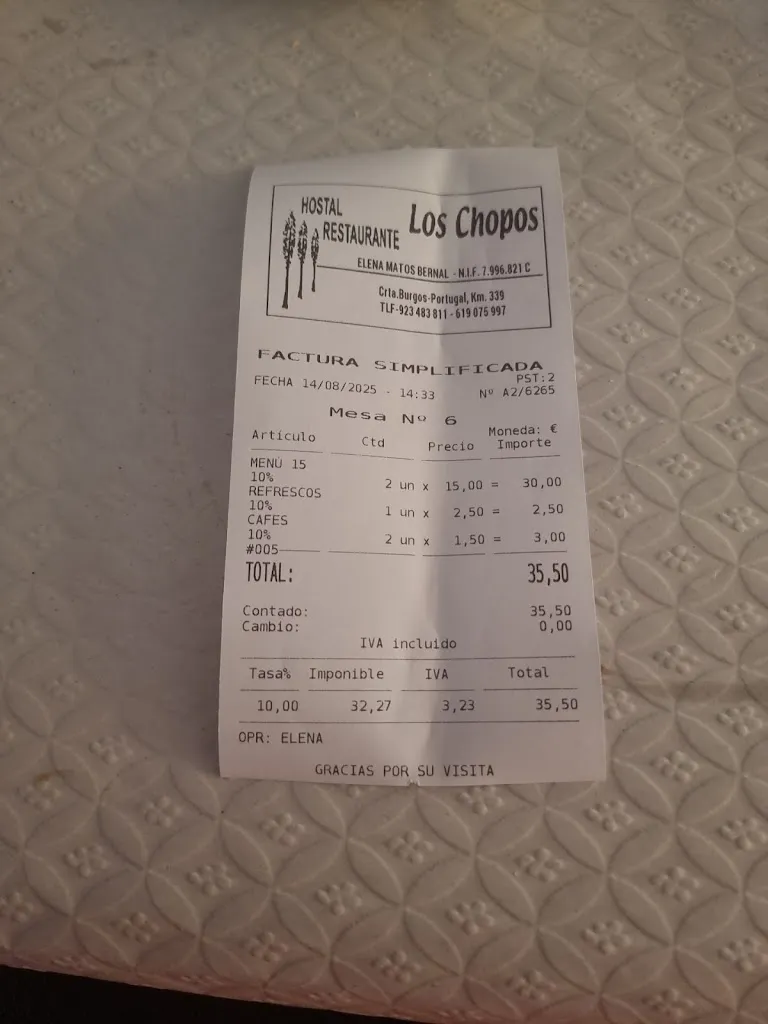 HOSTAL
RESTAURANTE
Los Chopos
ELENA MATOS BERNAL - N.I.F. 7.996.821 C
Crta.Burgos-Portugal, Km. 339
TLF-923 483 811 - 619 075 997
FACTURA SIMPLIFICADA
PST:2
FECHA 14/08/2025 - 14:33 Nº A2/6265
Mesa Nº 6
Moneda: €
Artículo Ctd Precio Importe
MENÚ 15
10% 2 un x 15,00 = 30,00
REFRESCOS
10% 1 un x 2,50 = 2,50
CAFES
10% 2 un x 1,50 = 3,00
#005
TOTAL: 35,50
Contado: 35,50
Cambio: 0,00
IVA incluido
Tasa% Imponible IVA Total
10,00 32,27 3,23 35,50
OPR: ELENA
GRACIAS POR SU VISITA